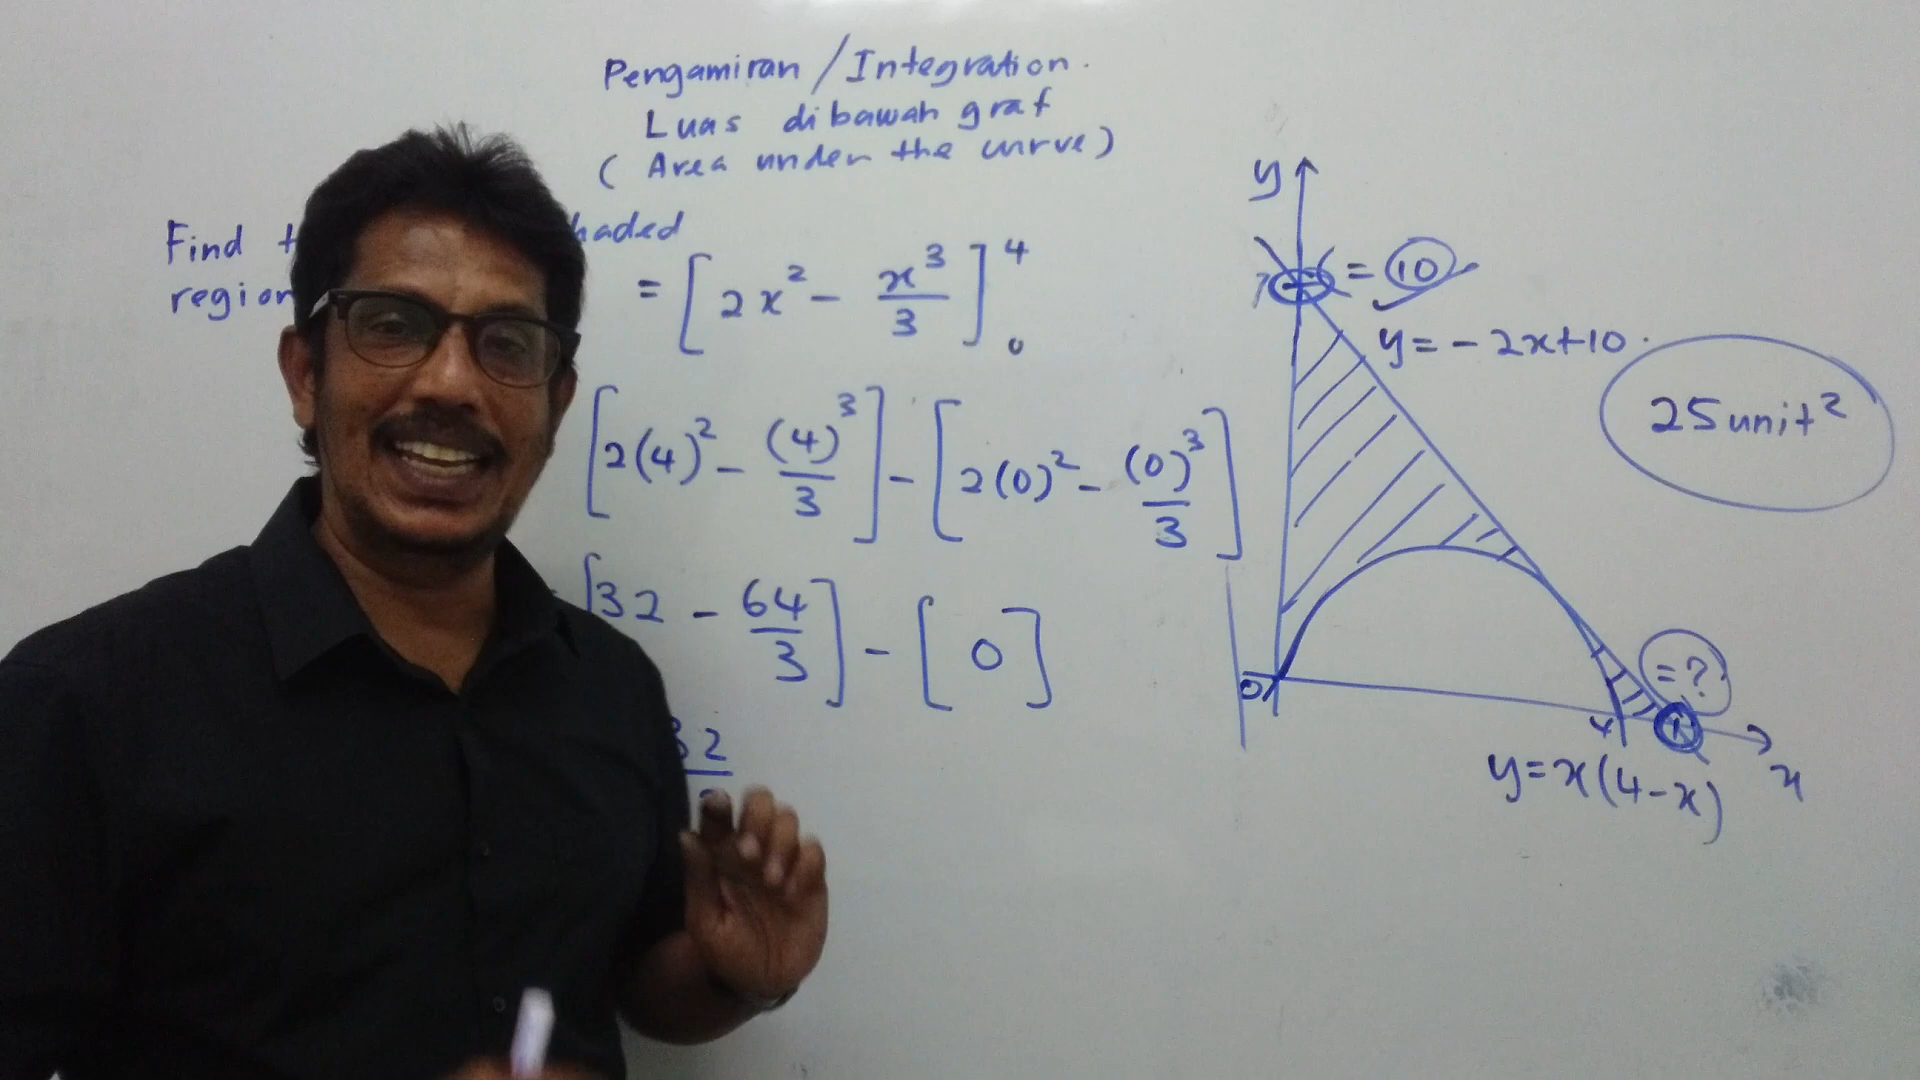 Pengamiran / Integration.
Luas dibawah graf
( Area under the curve )
Find
region
= [ 2x² - x³/3 ]⁴₀
[ 2(4)² - (4)³/3 ] - [ 2(0)² - (0)³/3 ]
[ 32 - 64/3 ] - [ 0 ]
y
= 10
y = - 2x+10.
25 unit²
0
4
= ?
x
y = x(4-x)